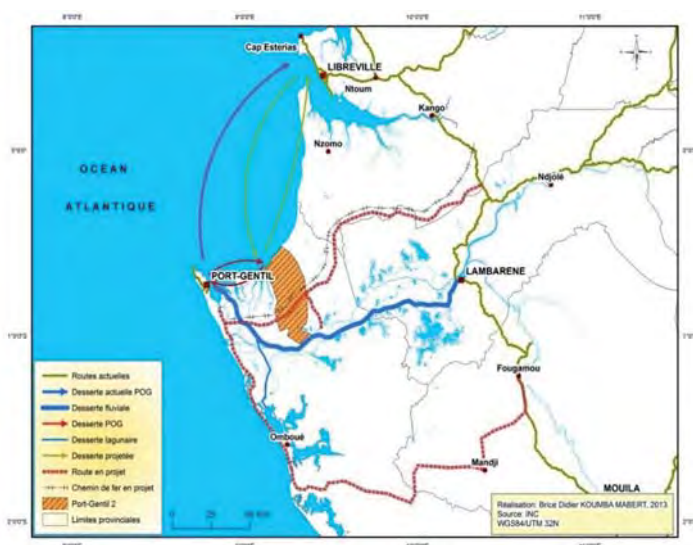 Cap Esterias
LIBREVILLE
Ntoum
Kango
Nzomo
Ndjolé
OCEAN
ATLANTIQUE
PORT-GENTIL
LAMBARENE
Fougamou
Omboué
Mandji
MOUILA
Routes actuelles
Desserte actuelle POG
Desserte fluviale
Desserte POG
Desserte lagunaire
Desserte projetée
Route en projet
Chemin de fer en projet
Port-Gentil 2
Limites provinciales
0 25
Réalisation: Brice Didier KOUMBA MABERT, 2013
Source: INC
WGS84/UTM 32N